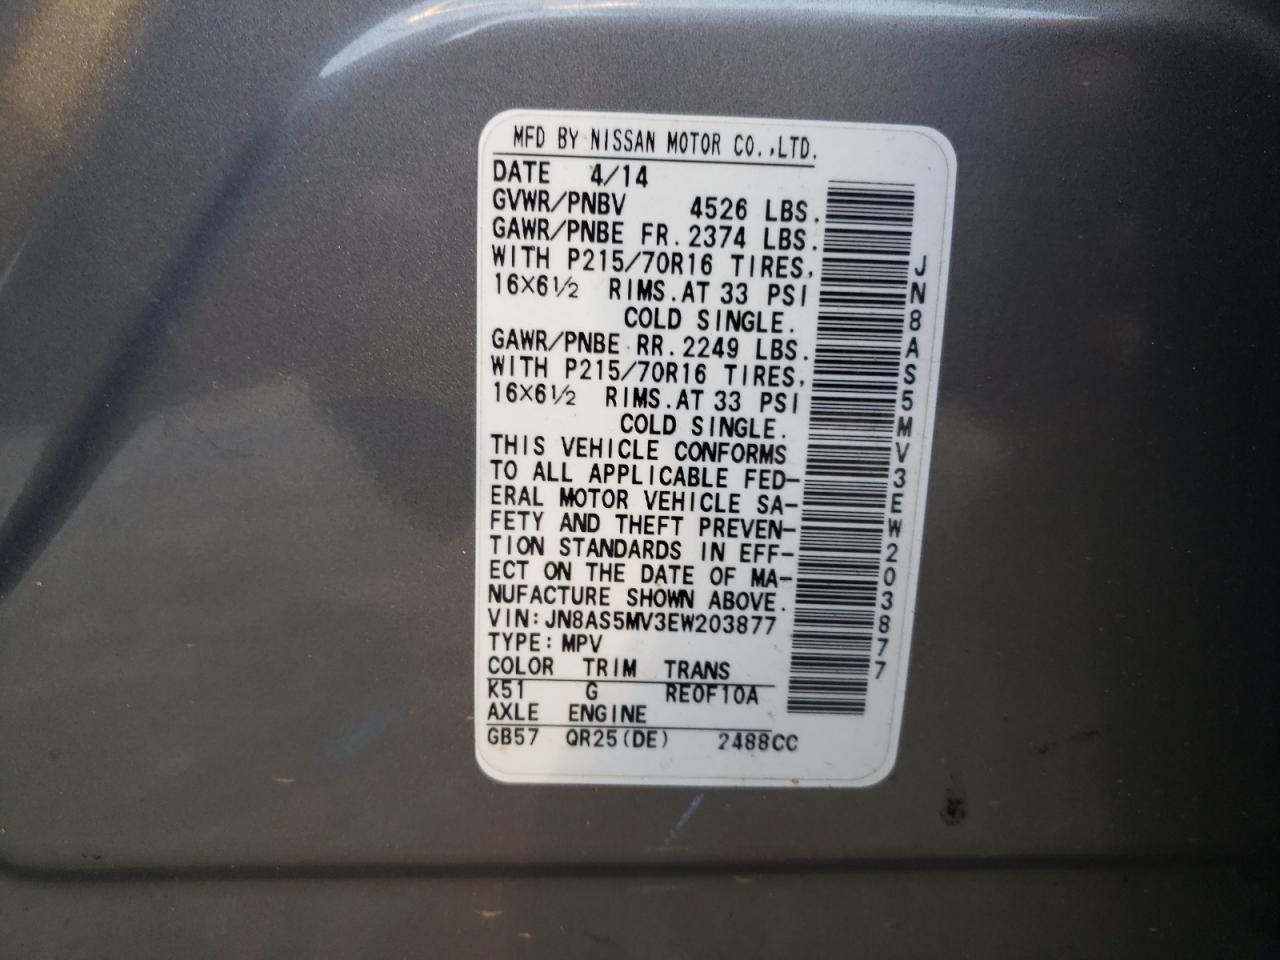 MFD BY NISSAN MOTOR CO.,LTD.
DATE 4/14
GVWR/PNBV 4526 LBS.
GAWR/PNBE FR.2374 LBS.
WITH P215/70R16 TIRES,
16X6½ RIMS.AT 33 PSI
COLD SINGLE.
GAWR/PNBE RR.2249 LBS.
WITH P215/70R16 TIRES,
16X6½ RIMS.AT 33 PSI
COLD SINGLE.
THIS VEHICLE CONFORMS
TO ALL APPLICABLE FED-
ERAL MOTOR VEHICLE SA-
FETY AND THEFT PREVEN-
TION STANDARDS IN EFF-
ECT ON THE DATE OF MA-
NUFACTURE SHOWN ABOVE.
VIN:JN8AS5MV3EW203877
TYPE:MPV
COLOR TRIM TRANS
K51 G RE0F10A
AXLE ENGINE
GB57 QR25(DE) 2488CC
JN8AS5MV3EW203877